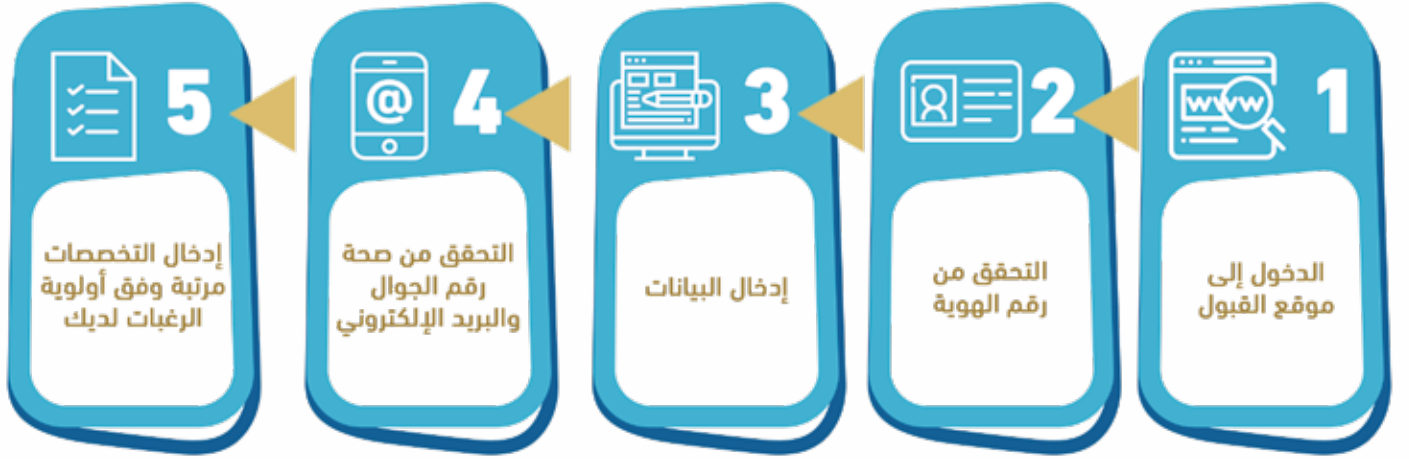 1
www
الدخول إلى
موقع القبول
2
التحقق من
رقم الهوية
3
إدخال البيانات
4
@
التحقق من صحة
رقم الجوال
والبريد الإلكتروني
5
إدخال التخصصات
مرتبة وفق أولوية
الرغبات لديك